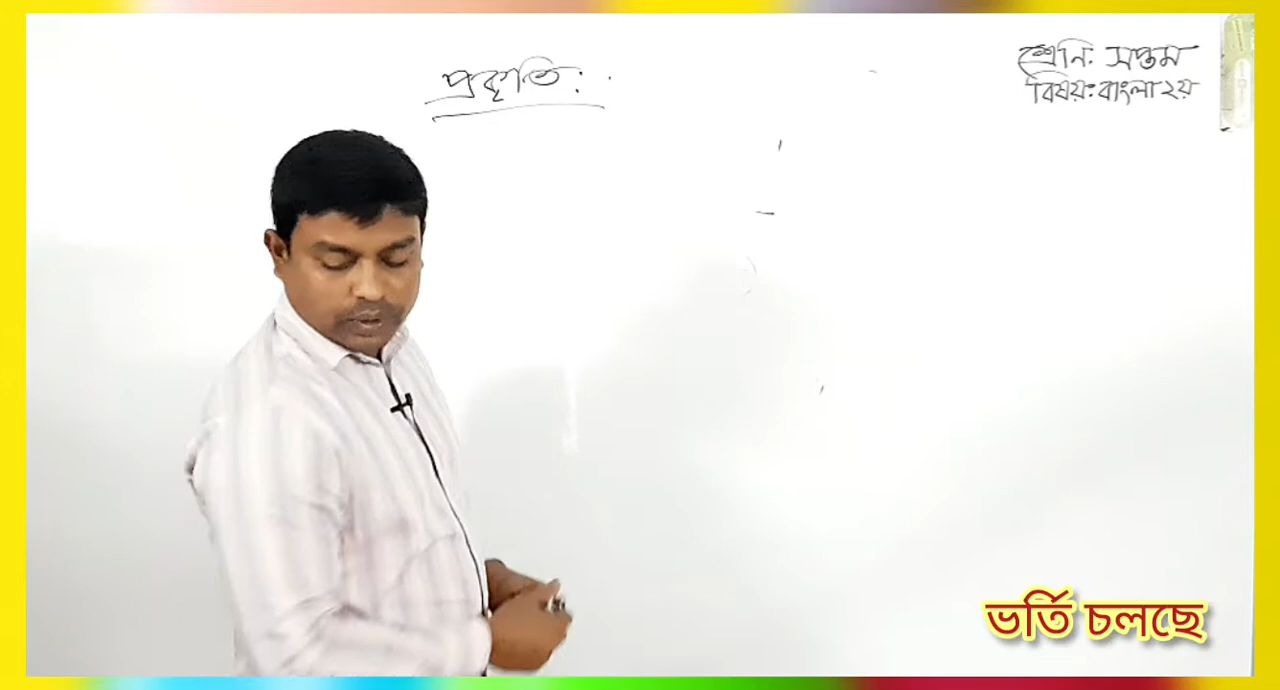 প্রকৃতি:
শ্রেনি: সপ্তম
বিষয়: বাংলা ২য়
ভর্তি চলছে